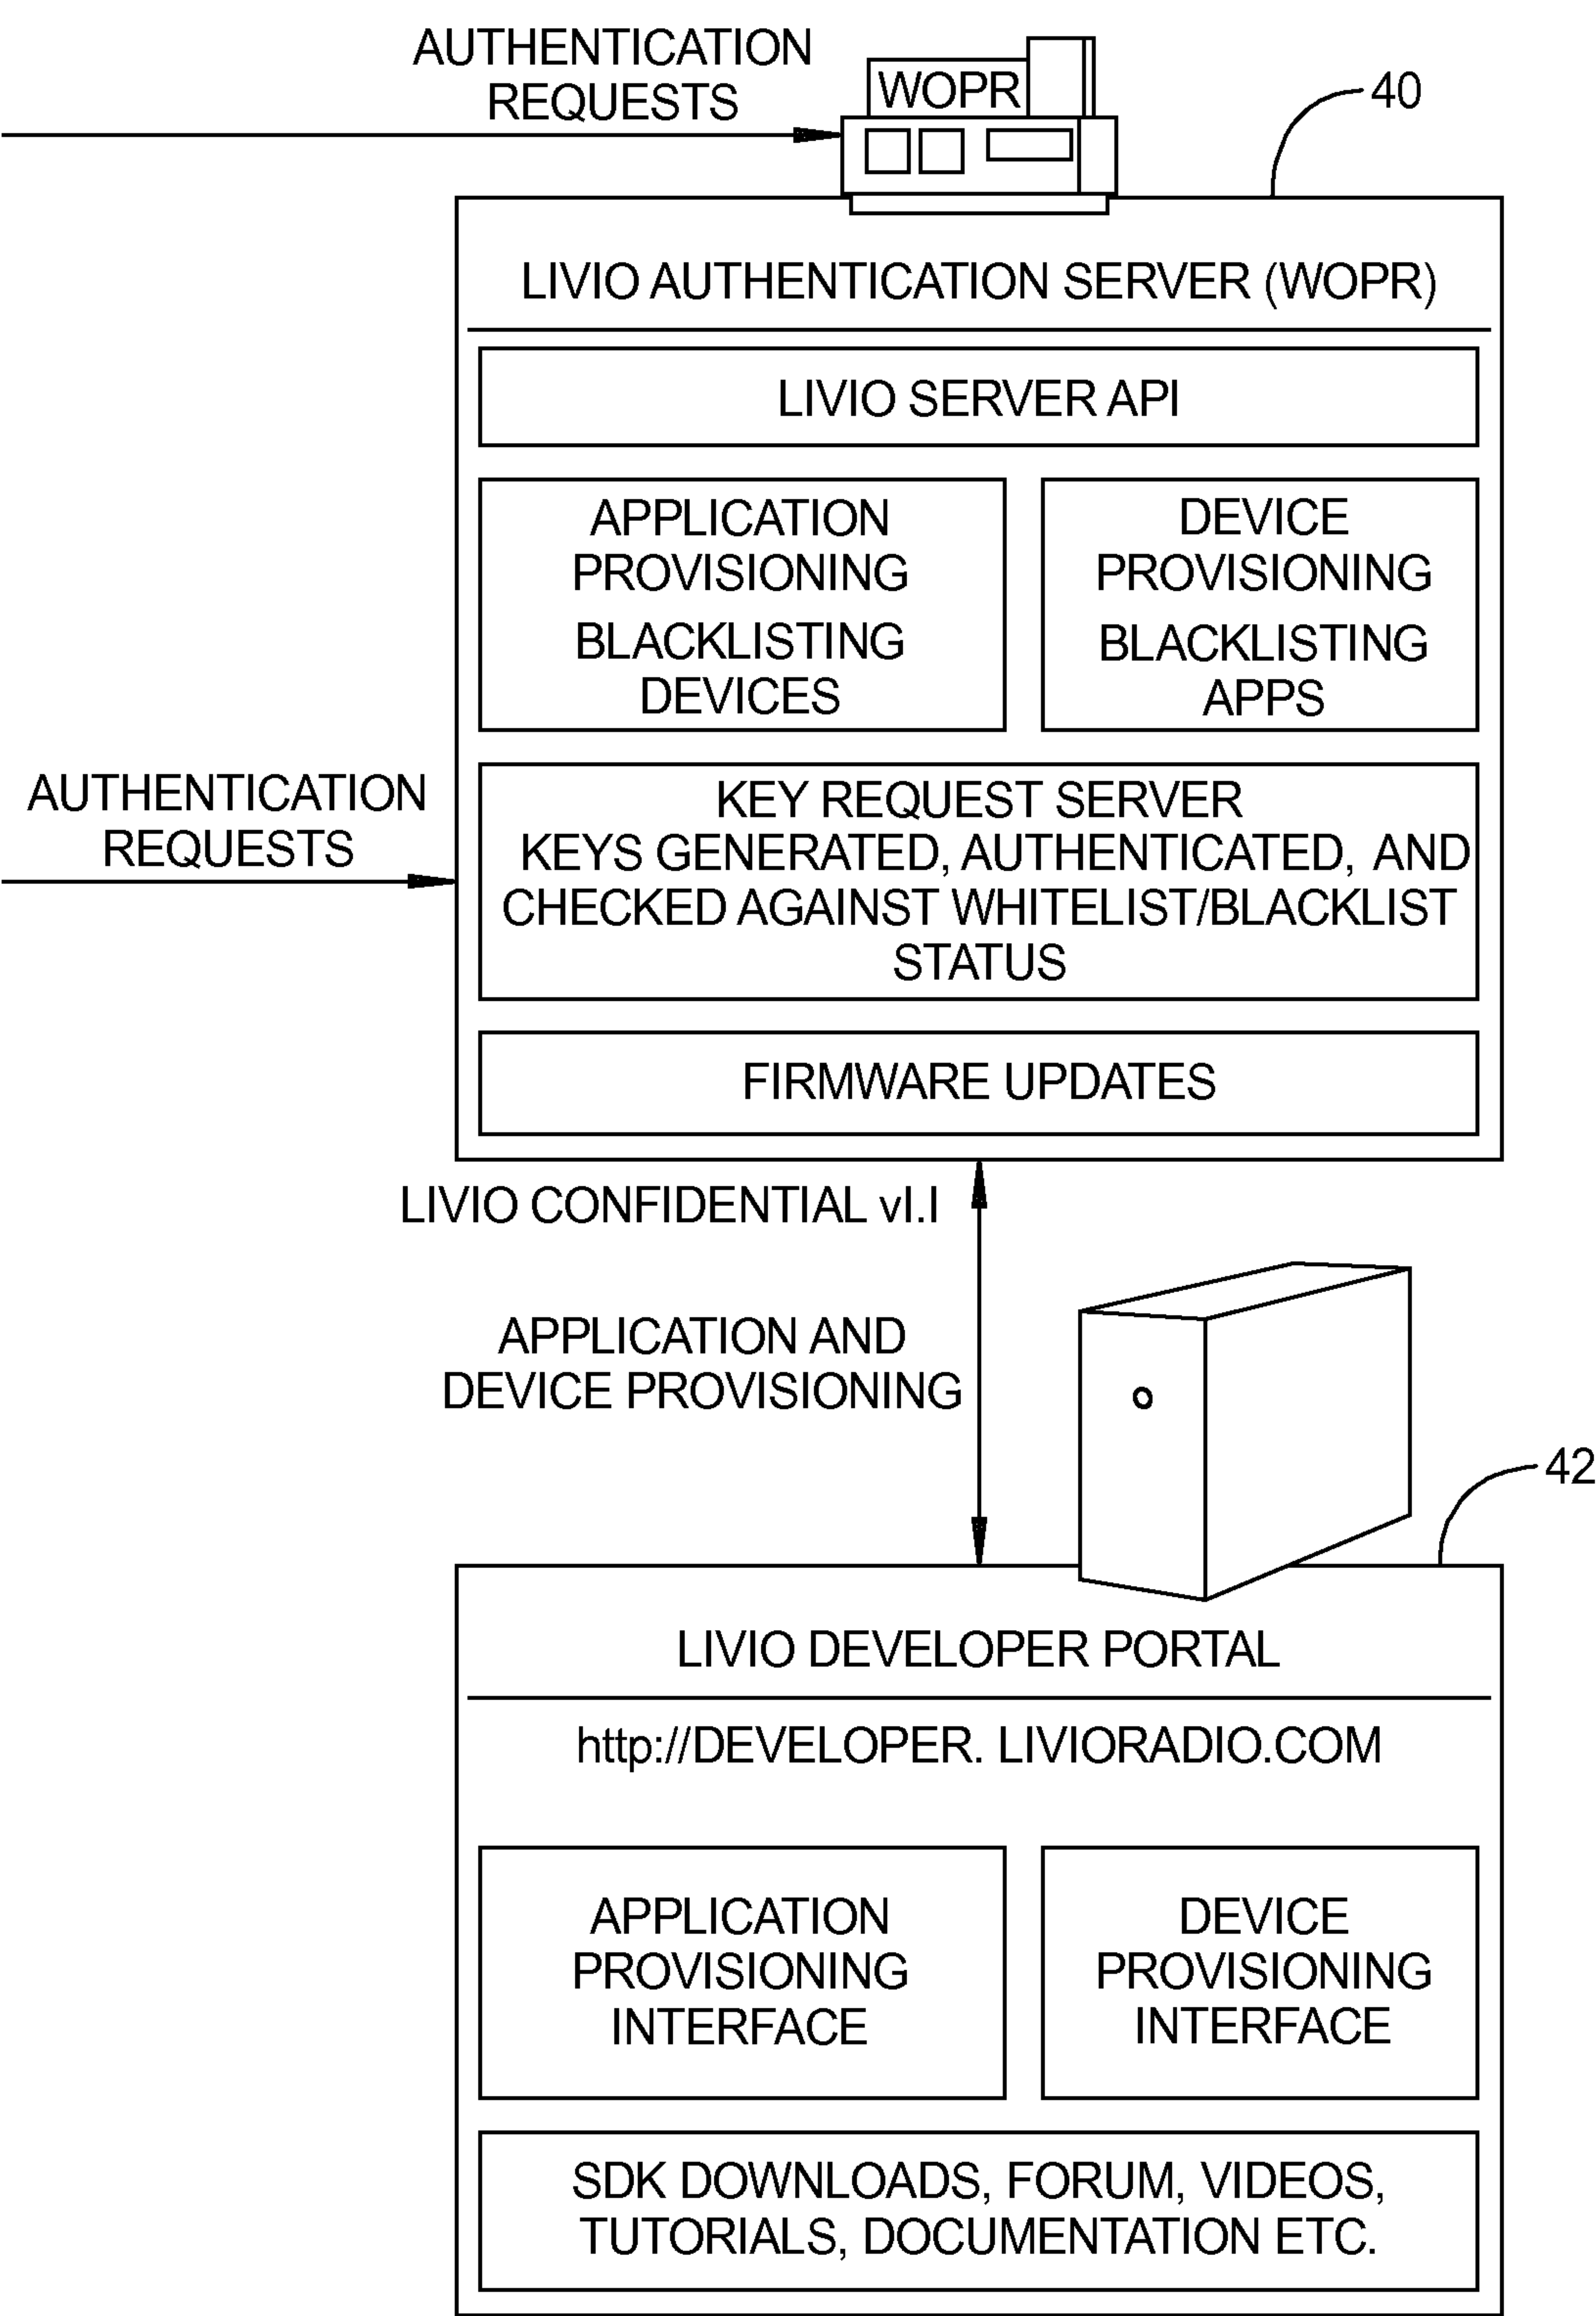 AUTHENTICATION
REQUESTS
WOPR
40
LIVIO AUTHENTICATION SERVER (WOPR)
LIVIO SERVER API
APPLICATION
PROVISIONING
BLACKLISTING
DEVICES
DEVICE
PROVISIONING
BLACKLISTING
APPS
AUTHENTICATION
REQUESTS
KEY REQUEST SERVER
KEYS GENERATED, AUTHENTICATED, AND
CHECKED AGAINST WHITELIST/BLACKLIST
STATUS
FIRMWARE UPDATES
LIVIO CONFIDENTIAL vI.I
APPLICATION AND
DEVICE PROVISIONING
42
LIVIO DEVELOPER PORTAL
http://DEVELOPER. LIVIORADIO.COM
APPLICATION
PROVISIONING
INTERFACE
DEVICE
PROVISIONING
INTERFACE
SDK DOWNLOADS, FORUM, VIDEOS,
TUTORIALS, DOCUMENTATION ETC.